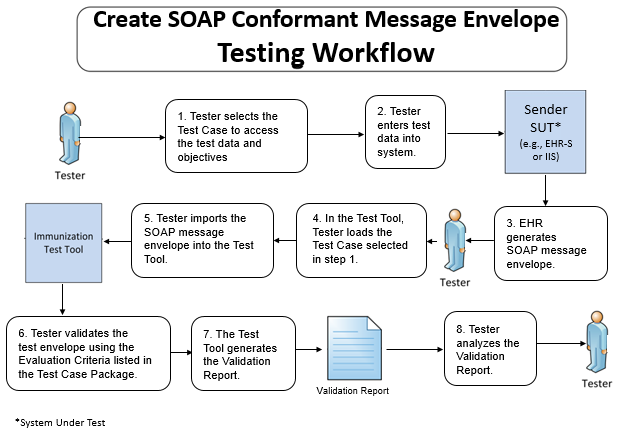 Create SOAP Conformant Message Envelope
Testing Workflow
Tester
1. Tester selects the
Test Case to access
the test data and
objectives
2. Tester
enters test
data into
system.
Sender
SUT*
(e.g., EHR-S
or IIS)
3. EHR
generates
SOAP message
envelope.
Tester
4. In the Test Tool,
Tester loads the
Test Case selected
in step 1.
5. Tester imports the
SOAP message
envelope into the Test
Tool.
Immunization
Test Tool
6. Tester validates the
test envelope using the
Evaluation Criteria listed in
the Test Case Package.
7. The Test
Tool generates
the Validation
Report.
Validation Report
8. Tester
analyzes the
Validation
Report.
Tester
*System Under Test